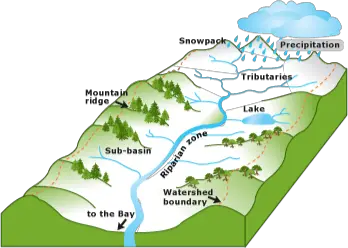 Snowpack
Precipitation
Tributaries
Mountain
ridge
Lake
Riparian zone
Sub-basin
Watershed
boundary
to the Bay